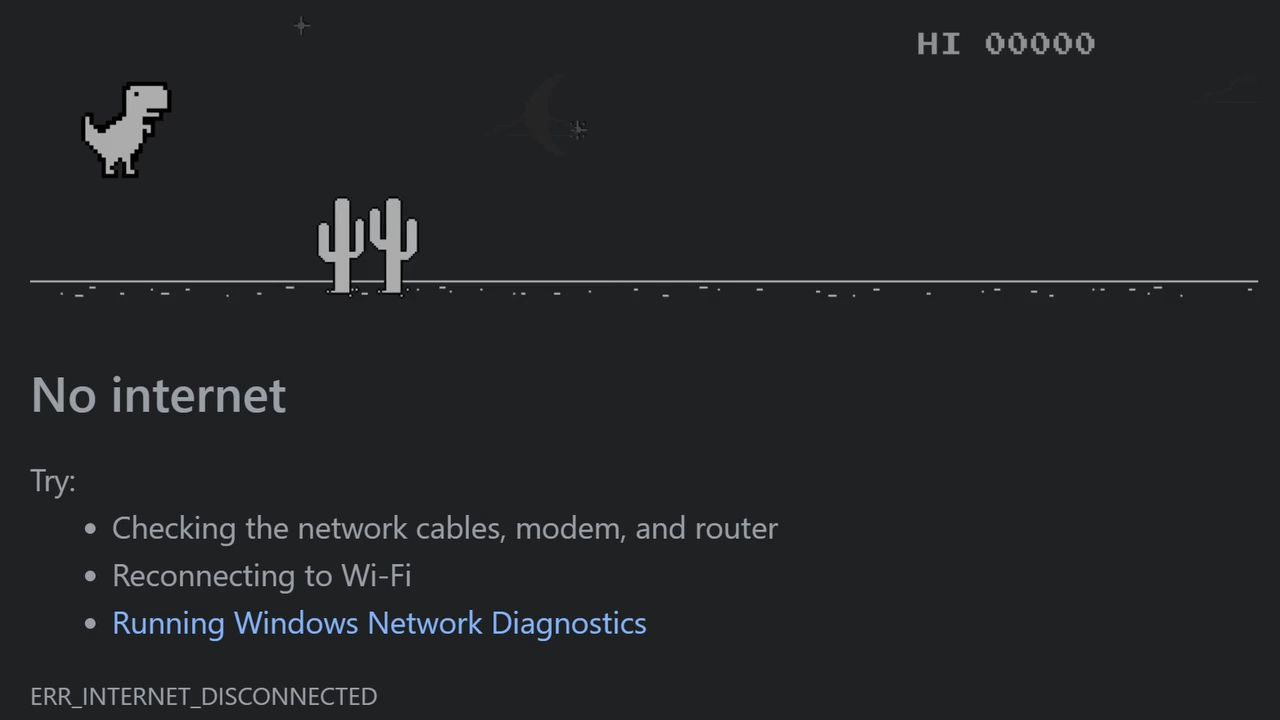 HI 00000
No internet
Try:
Checking the network cables, modem, and router
Reconnecting to Wi-Fi
Running Windows Network Diagnostics
ERR_INTERNET_DISCONNECTED